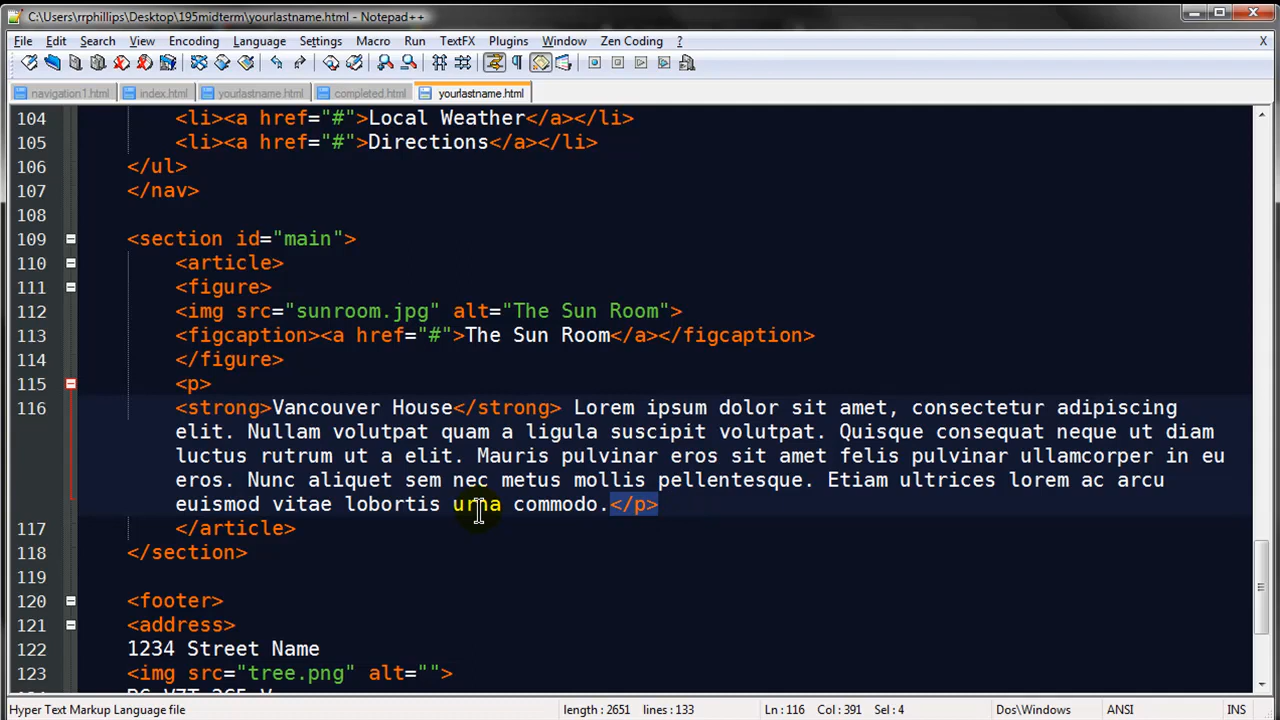 C:\Users\rrphillips\Desktop\195midterm\yourlastname.html - Notepad++
File Edit Search View Encoding Language Settings Macro Run TextFX Plugins Window Zen Coding ? X
navigation1.html index.html yourlastname.html completed.html yourlastname.html
104 <li><a href="#">Local Weather</a></li>
105 <li><a href="#">Directions</a></li>
106 </ul>
107 </nav>
108
109 <section id="main">
110 <article>
111 <figure>
112 <img src="sunroom.jpg" alt="The Sun Room">
113 <figcaption><a href="#">The Sun Room</a></figcaption>
114 </figure>
115 <p>
116 <strong>Vancouver House</strong> Lorem ipsum dolor sit amet, consectetur adipiscing
elit. Nullam volutpat quam a ligula suscipit volutpat. Quisque consequat neque ut diam
luctus rutrum ut a elit. Mauris pulvinar eros sit amet felis pulvinar ullamcorper in eu
eros. Nunc aliquet sem nec metus mollis pellentesque. Etiam ultrices lorem ac arcu
euismod vitae lobortis urna commodo.</p>
117 </article>
118 </section>
119
120 <footer>
121 <address>
122 1234 Street Name
123 <img src="tree.png" alt="">
Hyper Text Markup Language file length : 2651 lines : 133 Ln : 116 Col : 391 Sel : 4 Dos\Windows ANSI INS